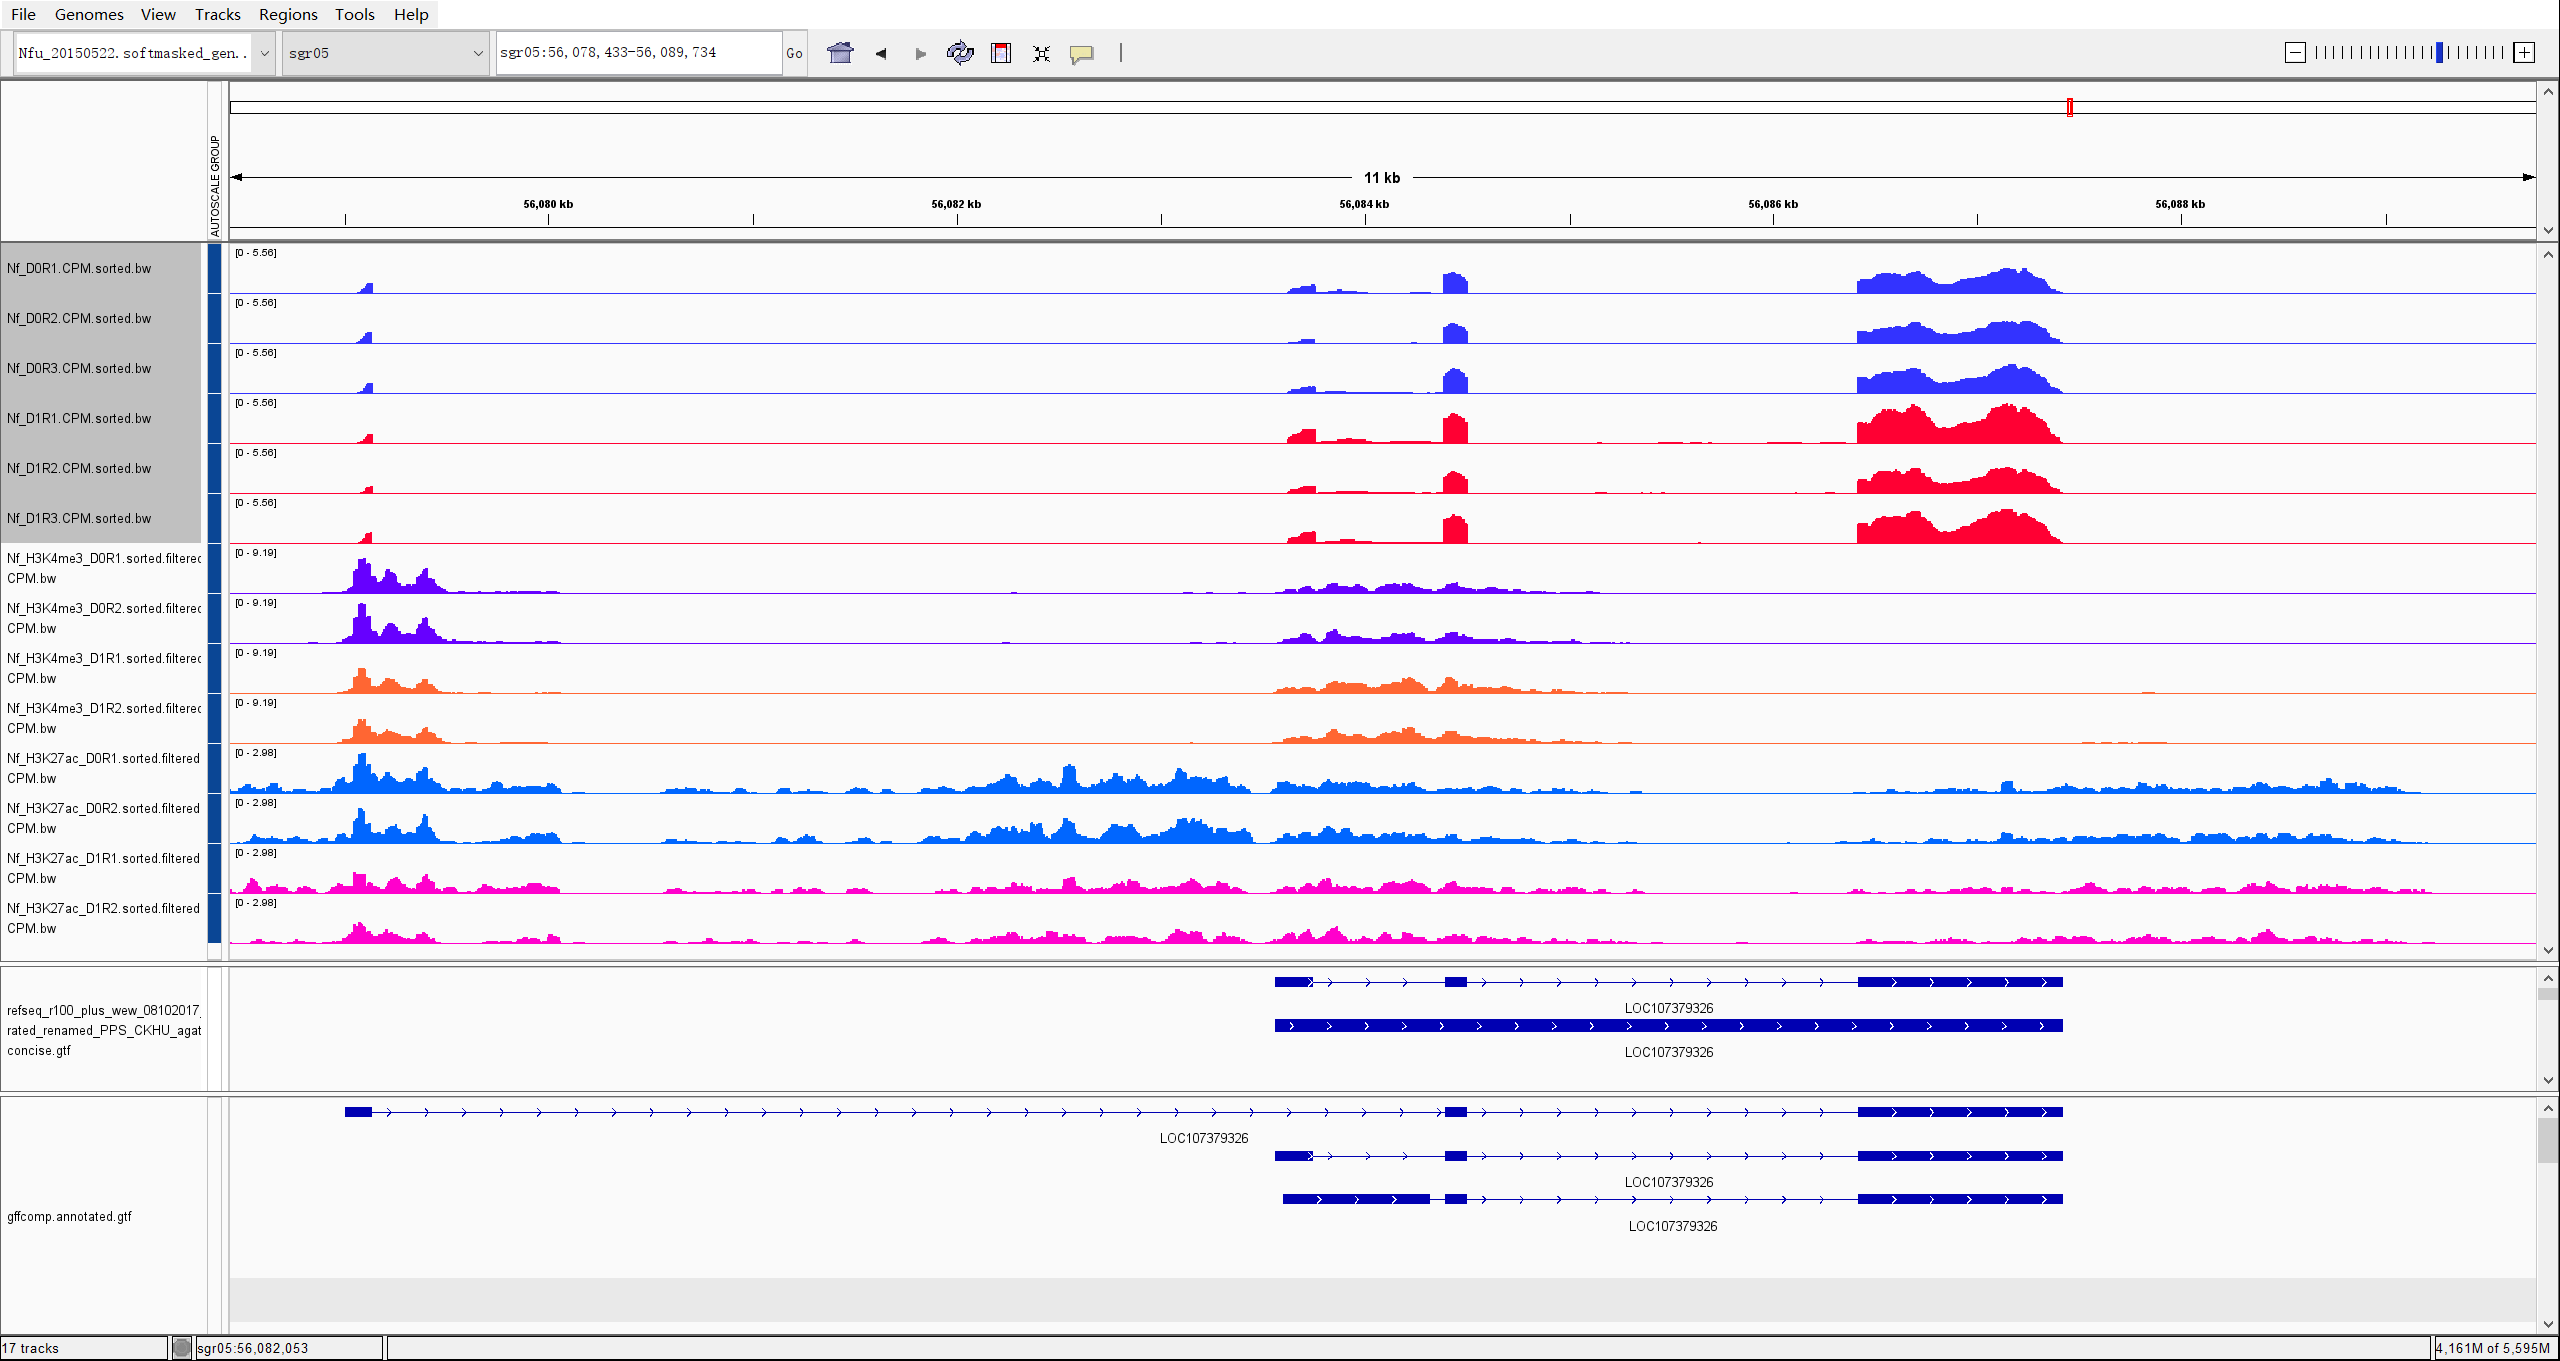 File Genomes View Tracks Regions Tools Help
Nfu_20150522.softmasked_gen.. sgr05 sgr05:56,078,433-56,089,734 Go
AUTOSCALE GROUP
11 kb
56,080 kb 56,082 kb 56,084 kb 56,086 kb 56,088 kb
[0 - 5.56]
Nf_D0R1.CPM.sorted.bw
[0 - 5.56]
Nf_D0R2.CPM.sorted.bw
[0 - 5.56]
Nf_D0R3.CPM.sorted.bw
[0 - 5.56]
Nf_D1R1.CPM.sorted.bw
[0 - 5.56]
Nf_D1R2.CPM.sorted.bw
[0 - 5.56]
Nf_D1R3.CPM.sorted.bw
[0 - 9.19]
Nf_H3K4me3_D0R1.sorted.filterec
CPM.bw
[0 - 9.19]
Nf_H3K4me3_D0R2.sorted.filterec
CPM.bw
[0 - 9.19]
Nf_H3K4me3_D1R1.sorted.filterec
CPM.bw
[0 - 9.19]
Nf_H3K4me3_D1R2.sorted.filterec
CPM.bw
[0 - 2.98]
Nf_H3K27ac_D0R1.sorted.filtered
CPM.bw
[0 - 2.98]
Nf_H3K27ac_D0R2.sorted.filtered
CPM.bw
[0 - 2.98]
Nf_H3K27ac_D1R1.sorted.filtered
CPM.bw
[0 - 2.98]
Nf_H3K27ac_D1R2.sorted.filtered
CPM.bw
refseq_r100_plus_wew_08102017_
rated_renamed_PPS_CKHU_agat
concise.gtf
LOC107379326
LOC107379326
LOC107379326
LOC107379326
LOC107379326
gffcomp.annotated.gtf
17 tracks sgr05:56,082,053 4,161M of 5,595M